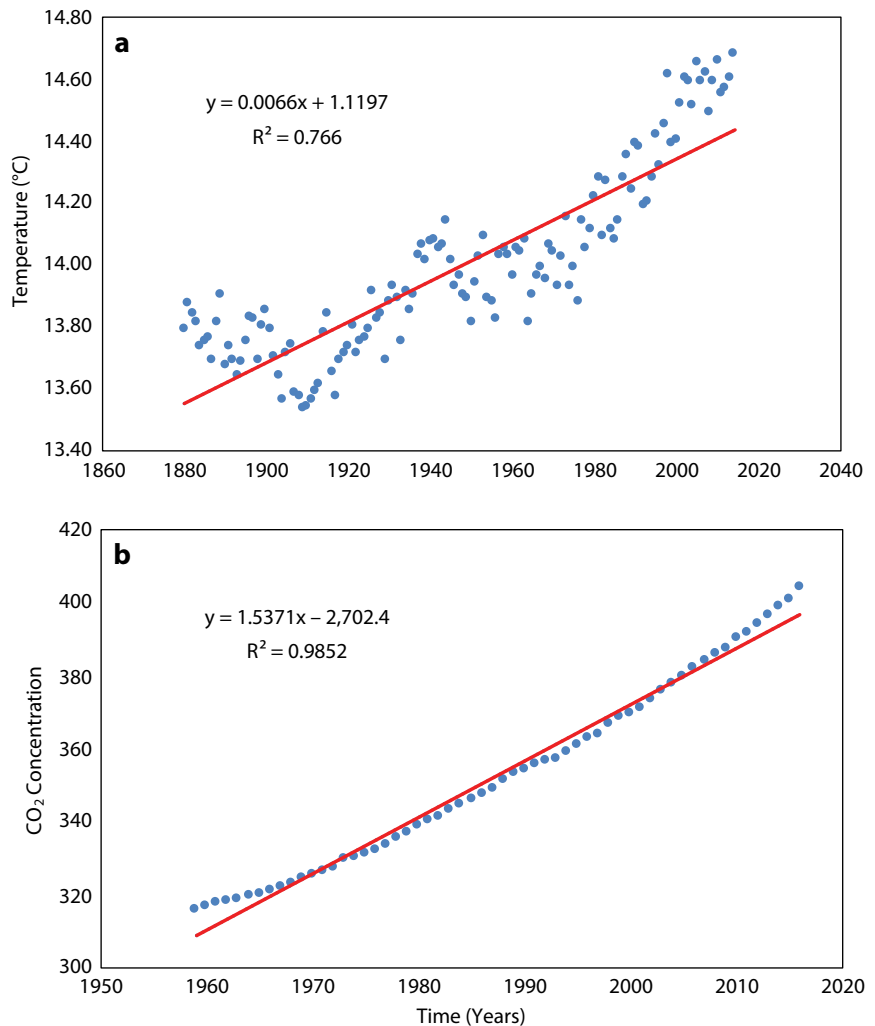 a
y = 0.0066x + 1.1197
R² = 0.766
Temperature (°C)
14.80
14.60
14.40
14.20
14.00
13.80
13.60
13.40
1860 1880 1900 1920 1940 1960 1980 2000 2020 2040
b
y = 1.5371x – 2,702.4
R² = 0.9852
CO₂ Concentration
420
400
380
360
340
320
300
1950 1960 1970 1980 1990 2000 2010 2020
Time (Years)